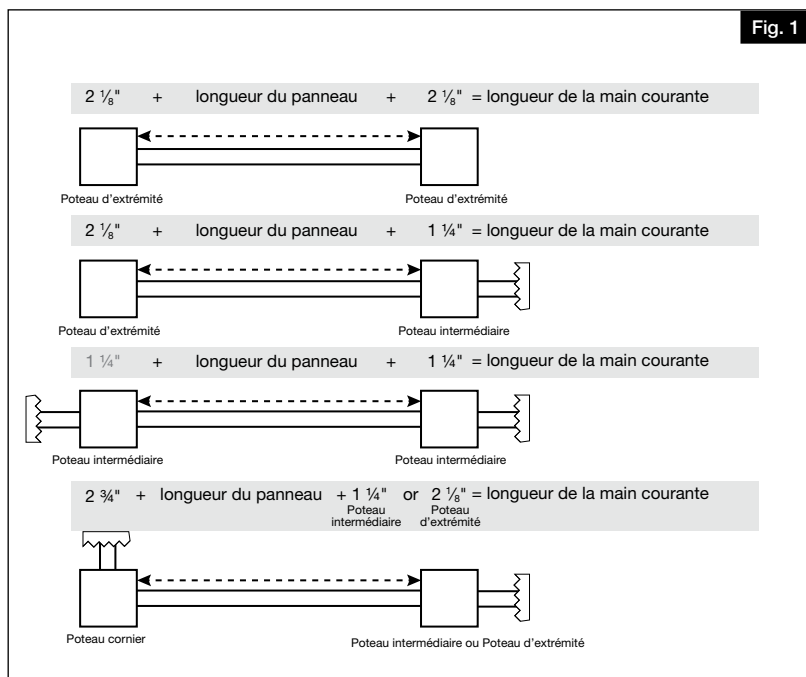 Fig. 1
2 ⅛" + longueur du panneau + 2 ⅛" = longueur de la main courante
Poteau d'extrémité Poteau d'extrémité
2 ⅛" + longueur du panneau + 1 ¼" = longueur de la main courante
Poteau d'extrémité Poteau intermédiaire
1 ¼" + longueur du panneau + 1 ¼" = longueur de la main courante
Poteau intermédiaire Poteau intermédiaire
2 ¾" + longueur du panneau + 1 ¼" or 2 ⅛" = longueur de la main courante
Poteau Poteau
intermédiaire d'extrémité
Poteau cornier Poteau intermédiaire ou Poteau d'extrémité